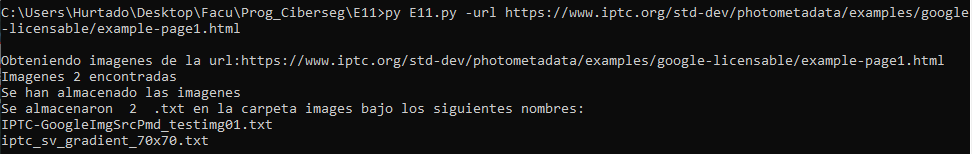 C:\Users\Hurtado\Desktop\Facu\Prog_Ciberseg\E11>py E11.py -url https://www.iptc.org/std-dev/photometadata/examples/google
-licensable/example-page1.html
Obteniendo imagenes de la url:https://www.iptc.org/std-dev/photometadata/examples/google-licensable/example-page1.html
Imagenes 2 encontradas
Se han almacenado las imagenes
Se almacenaron  2  .txt en la carpeta images bajo los siguientes nombres:
IPTC-GoogleImgSrcPmd_testimg01.txt
iptc_sv_gradient_70x70.txt